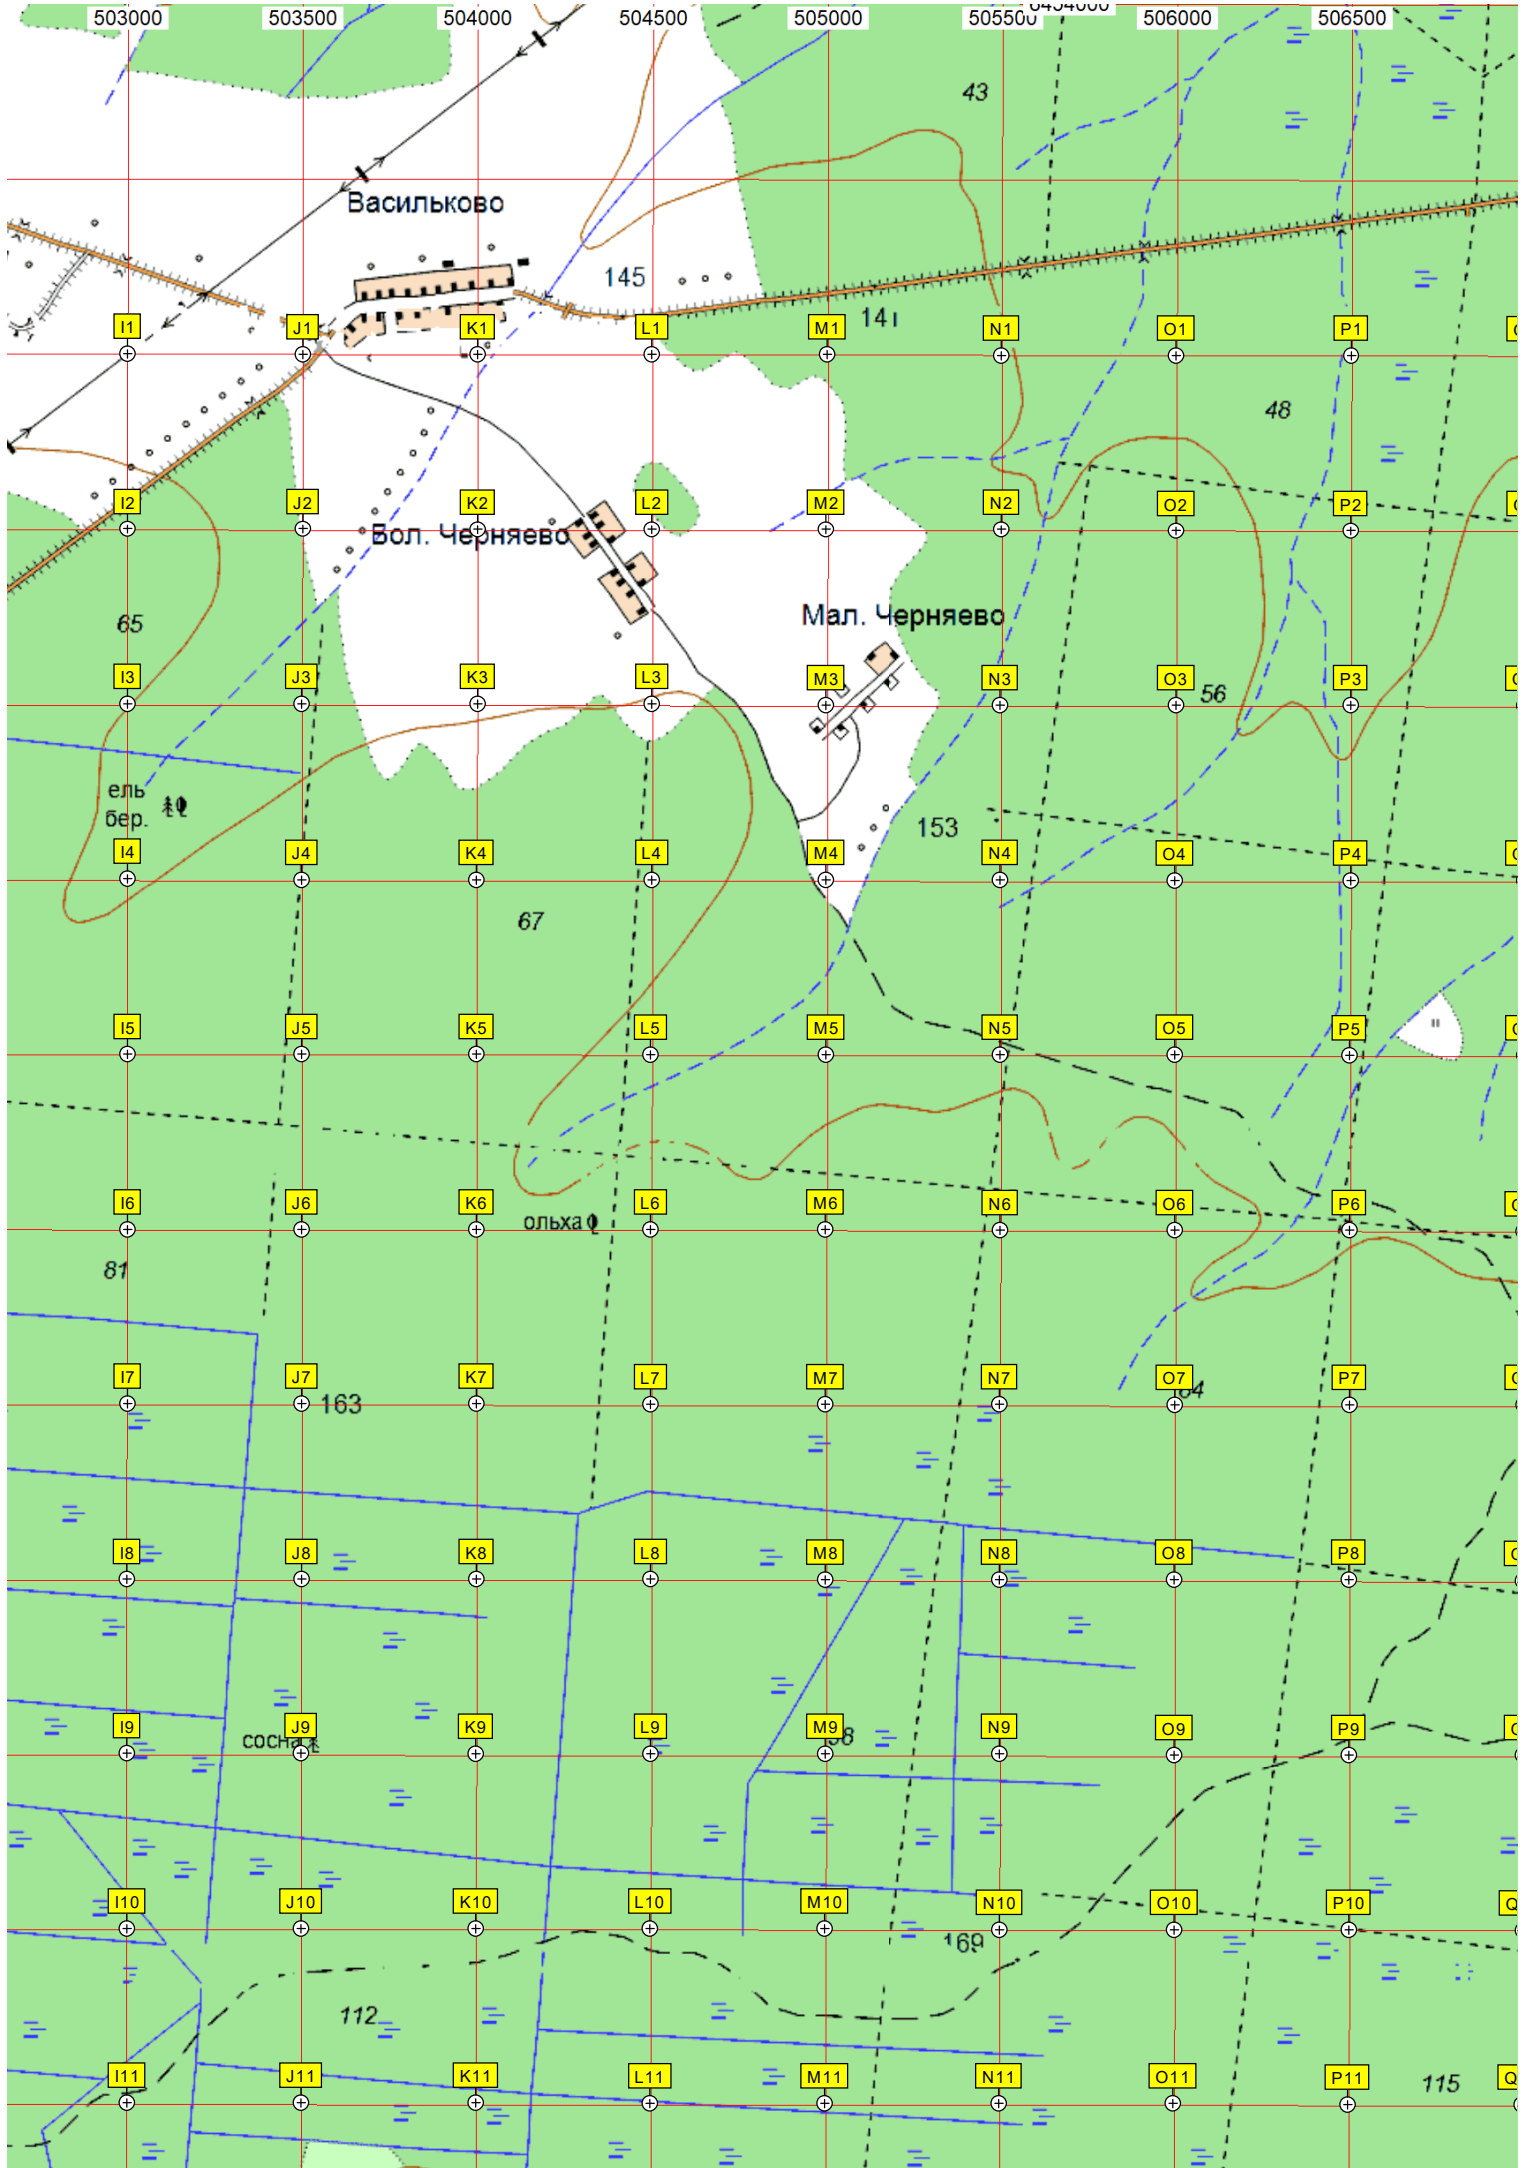 503000 503500 504000 504500 505000 505500 506000 506500
43
Васильково
145
141
I1 J1 K1 L1 M1 N1 O1 P1
48
I2 J2 K2 L2 M2 N2 O2 P2
Бол. Черняево
Мал. Черняево
65
I3 J3 K3 L3 M3 N3 O3 P3
56
ель
бер.
153
I4 J4 K4 L4 M4 N4 O4 P4
67
I5 J5 K5 L5 M5 N5 O5 P5
I6 J6 K6 L6 M6 N6 O6 P6
ольха
81
I7 J7 K7 L7 M7 N7 O7 P7
163
I8 J8 K8 L8 M8 N8 O8 P8
I9 J9 K9 L9 M9 N9 O9 P9
сосна
I10 J10 K10 L10 M10 N10 O10 P10
169
112
I11 J11 K11 L11 M11 N11 O11 P11
115